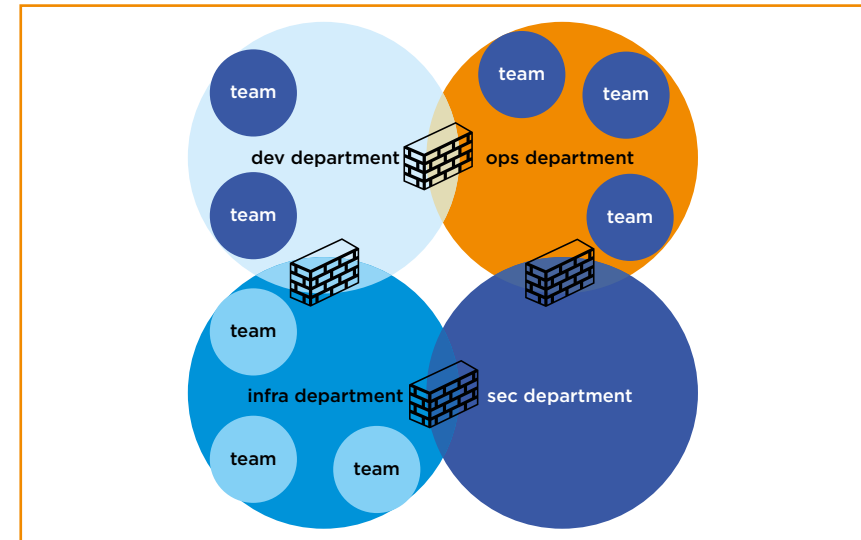 team
team
team
dev department
ops department
team
team
team
infra department
sec department
team
team